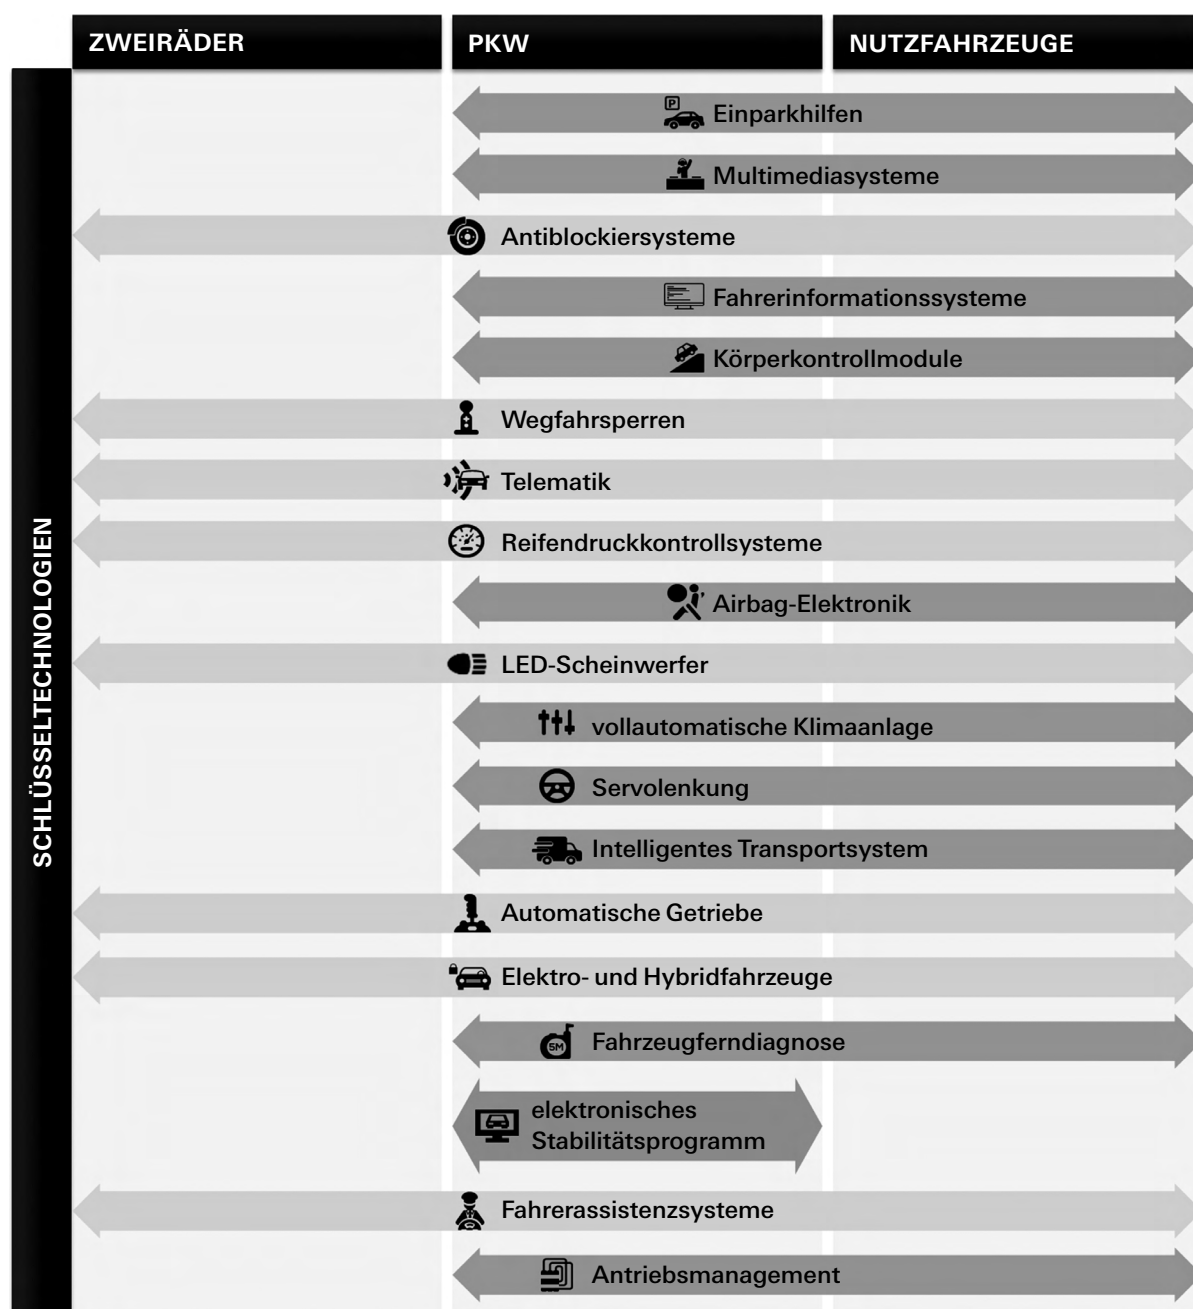 ZWEIRÄDER
PKW
NUTZFAHRZEUGE
SCHLÜSSELTECHNOLOGIEN
P
Einparkhilfen
Multimediasysteme
Antiblockiersysteme
Fahrerinformationssysteme
Körperkontrollmodule
Wegfahrsperren
Telematik
Reifendruckkontrollsysteme
Airbag-Elektronik
LED-Scheinwerfer
vollautomatische Klimaanlage
Servolenkung
Intelligentes Transportsystem
Automatische Getriebe
Elektro- und Hybridfahrzeuge
5M
Fahrzeugferndiagnose
elektronisches
Stabilitätsprogramm
Fahrerassistenzsysteme
Antriebsmanagement